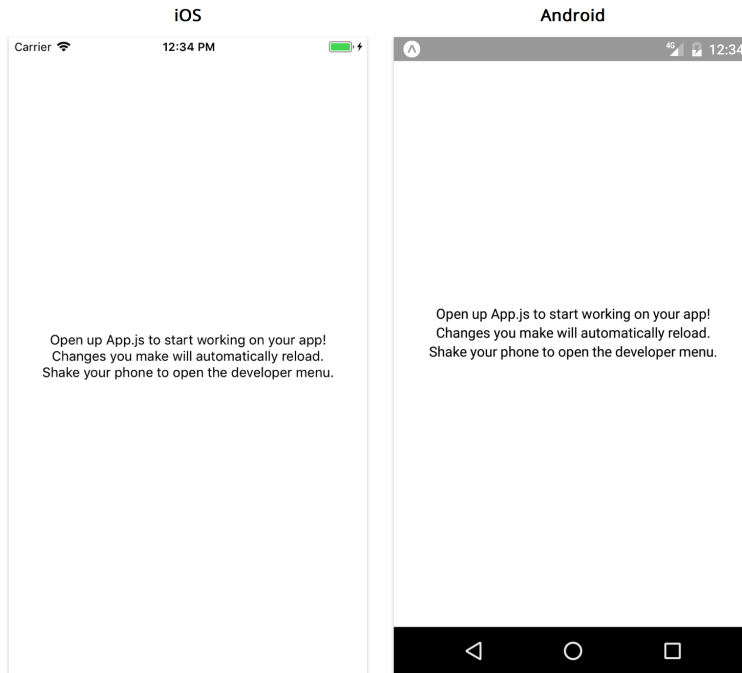 iOS
Carrier 12:34 PM
Open up App.js to start working on your app!
Changes you make will automatically reload.
Shake your phone to open the developer menu.
Android
4G 12:34
Open up App.js to start working on your app!
Changes you make will automatically reload.
Shake your phone to open the developer menu.